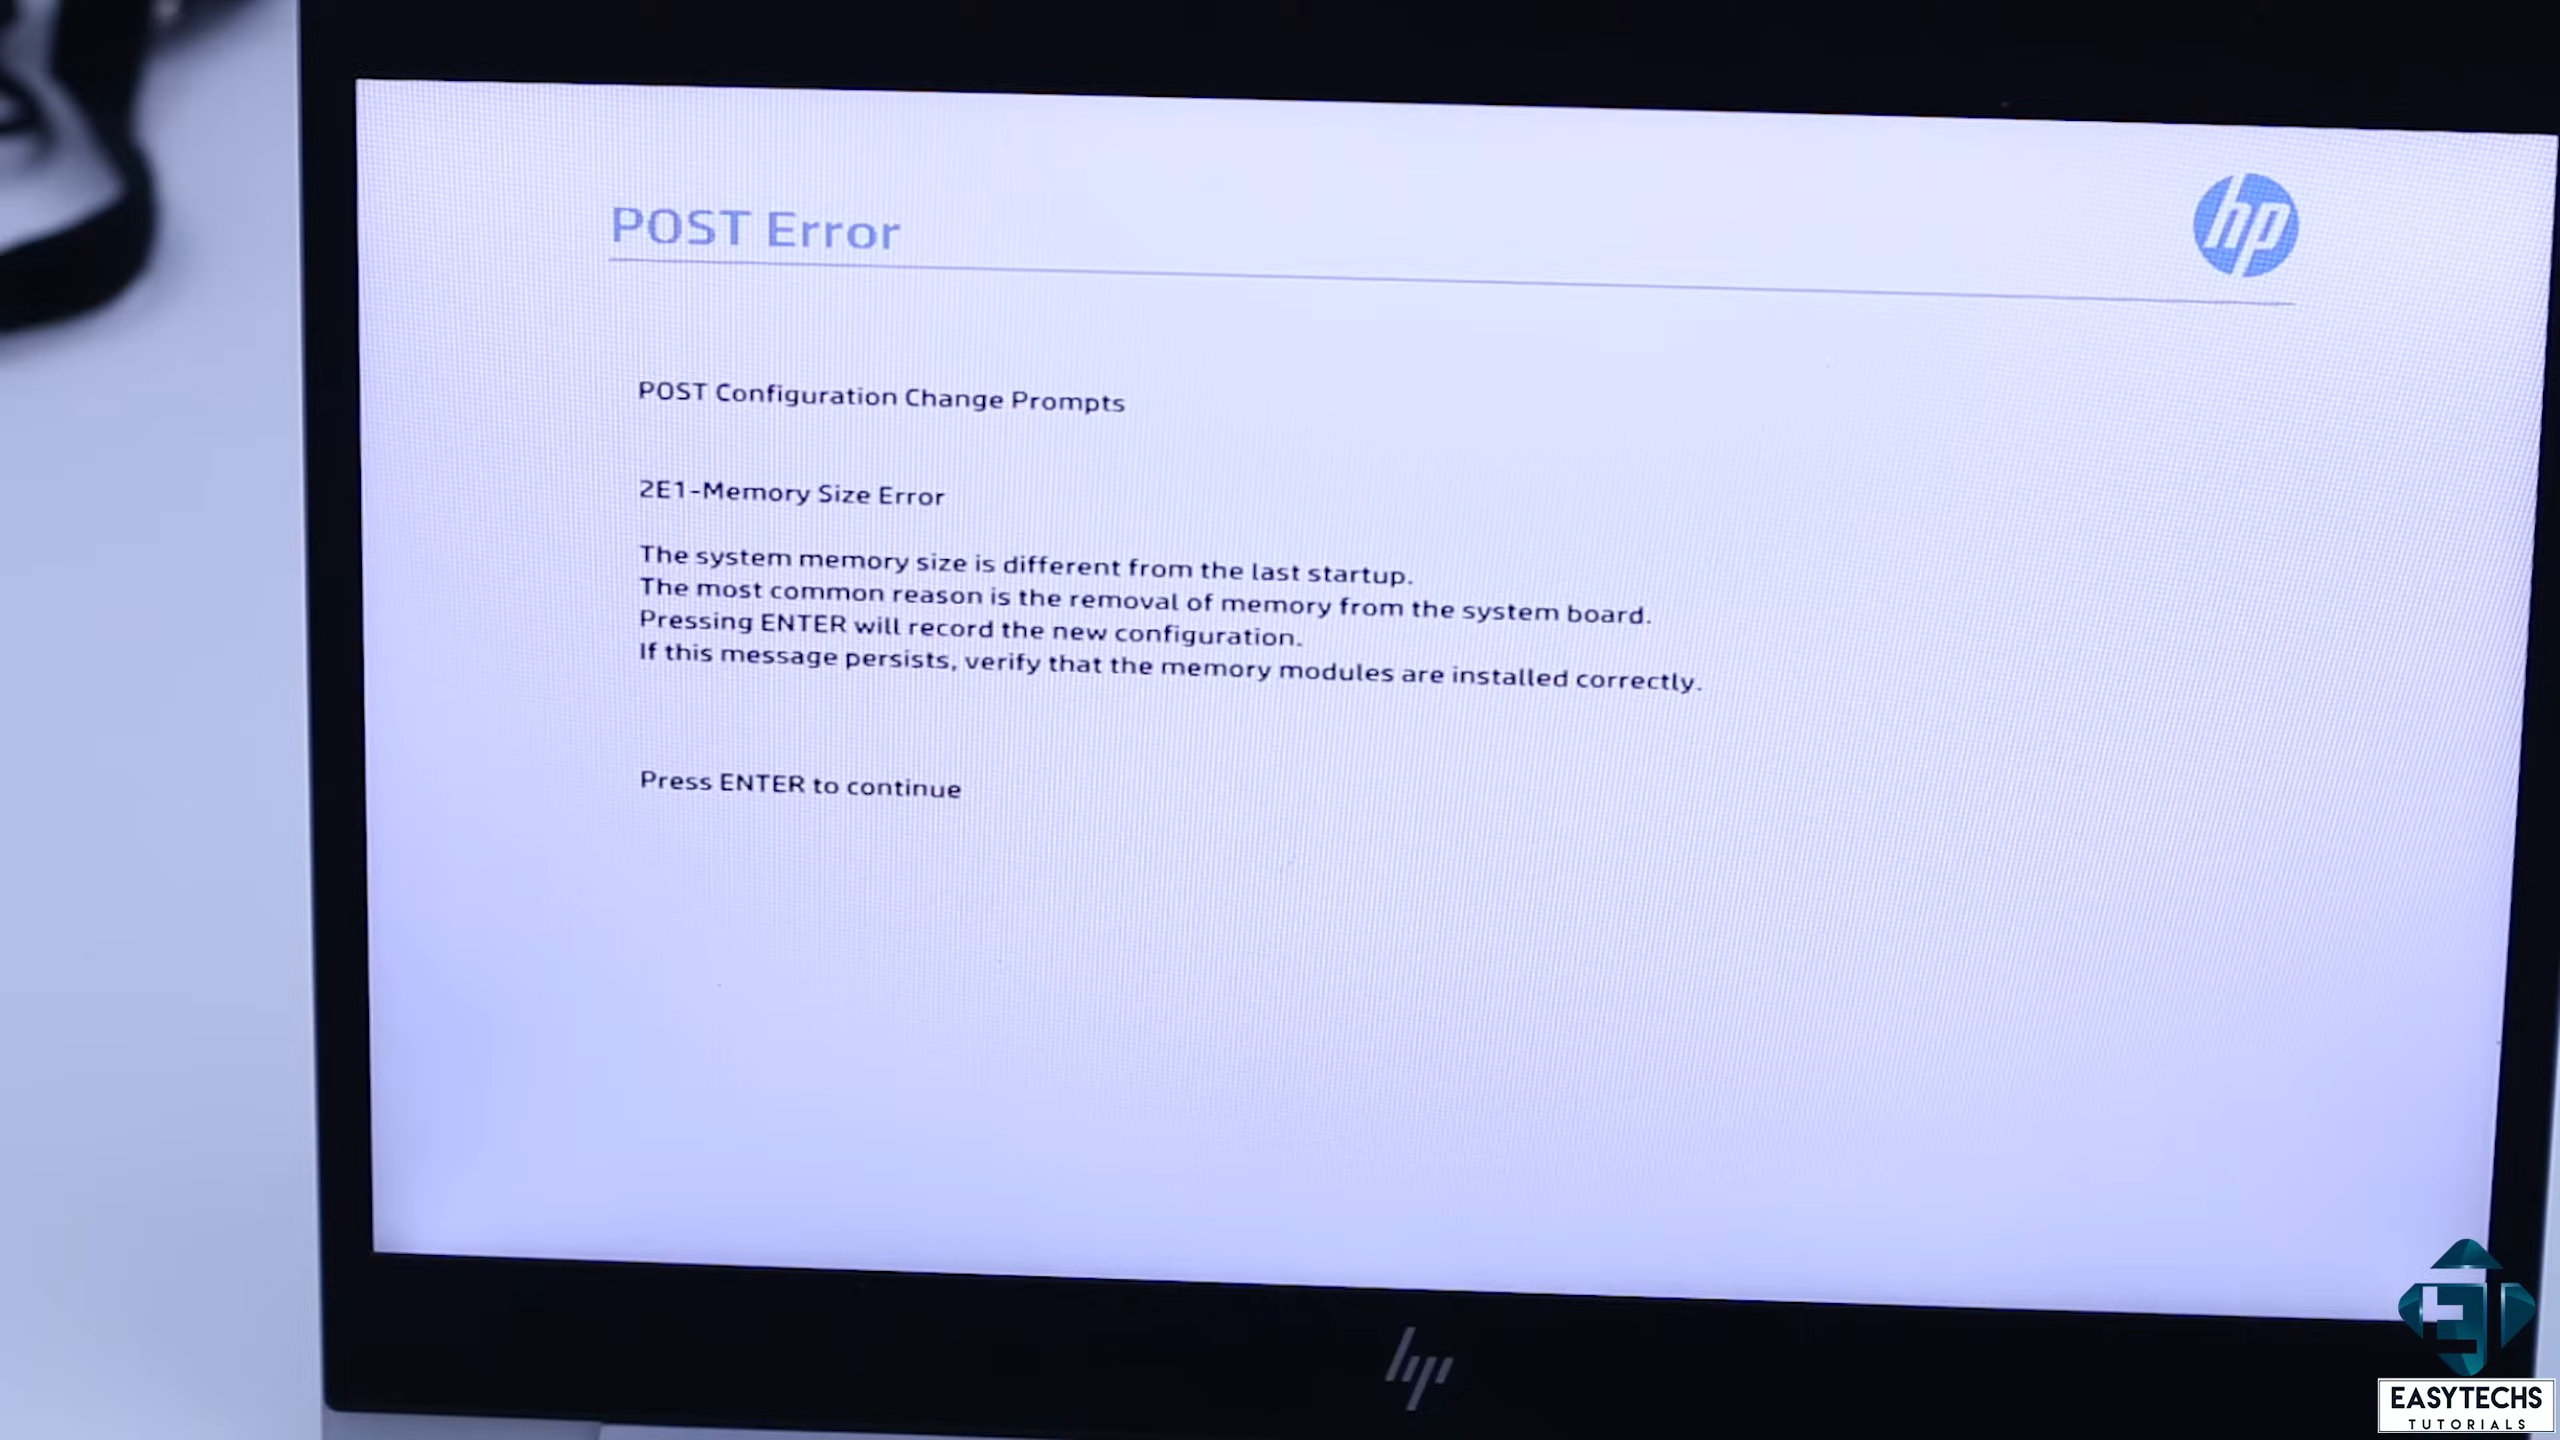 POST Error
hp
POST Configuration Change Prompts
2E1-Memory Size Error
The system memory size is different from the last startup.
The most common reason is the removal of memory from the system board.
Pressing ENTER will record the new configuration.
If this message persists, verify that the memory modules are installed correctly.
Press ENTER to continue
hp
EASYTECHS
TUTORIALS